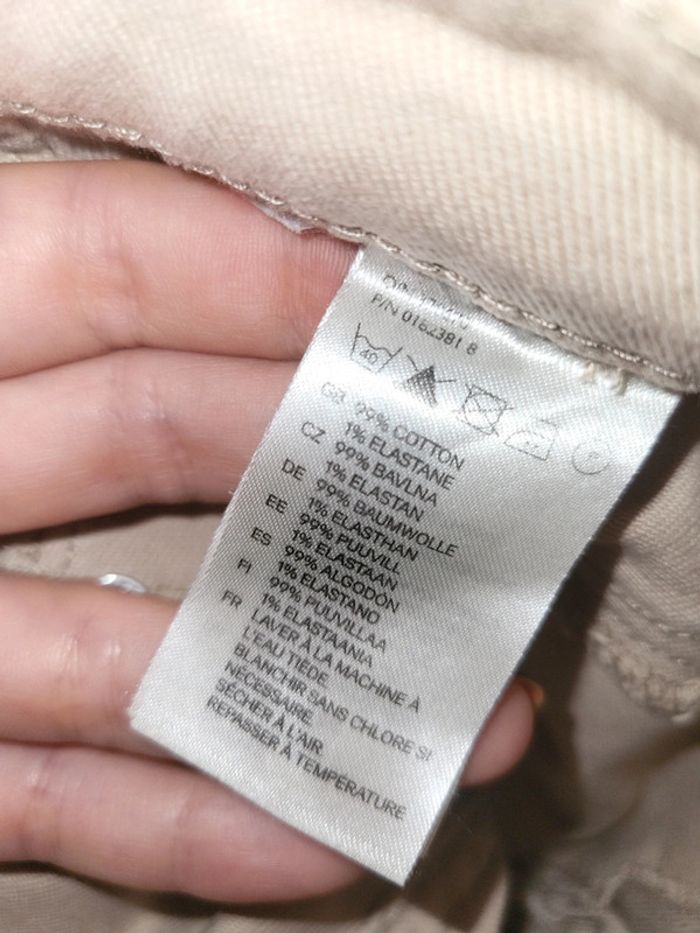 P/N 0162381 8
40
GB 99% COTTON
1% ELASTANE
CZ 99% BAVLNA
1% ELASTAN
DE 99% BAUMWOLLE
1% ELASTHAN
EE 99% PUUVILL
1% ELASTAAN
ES 99% ALGODÓN
1% ELASTANO
FI 99% PUUVILLAA
1% ELASTAANIA
FR LAVER À LA MACHINE À
L'EAU TIÈDE
BLANCHIR SANS CHLORE SI
NÉCESSAIRE
SÉCHER À L'AIR
REPASSER À TEMPÉRATURE